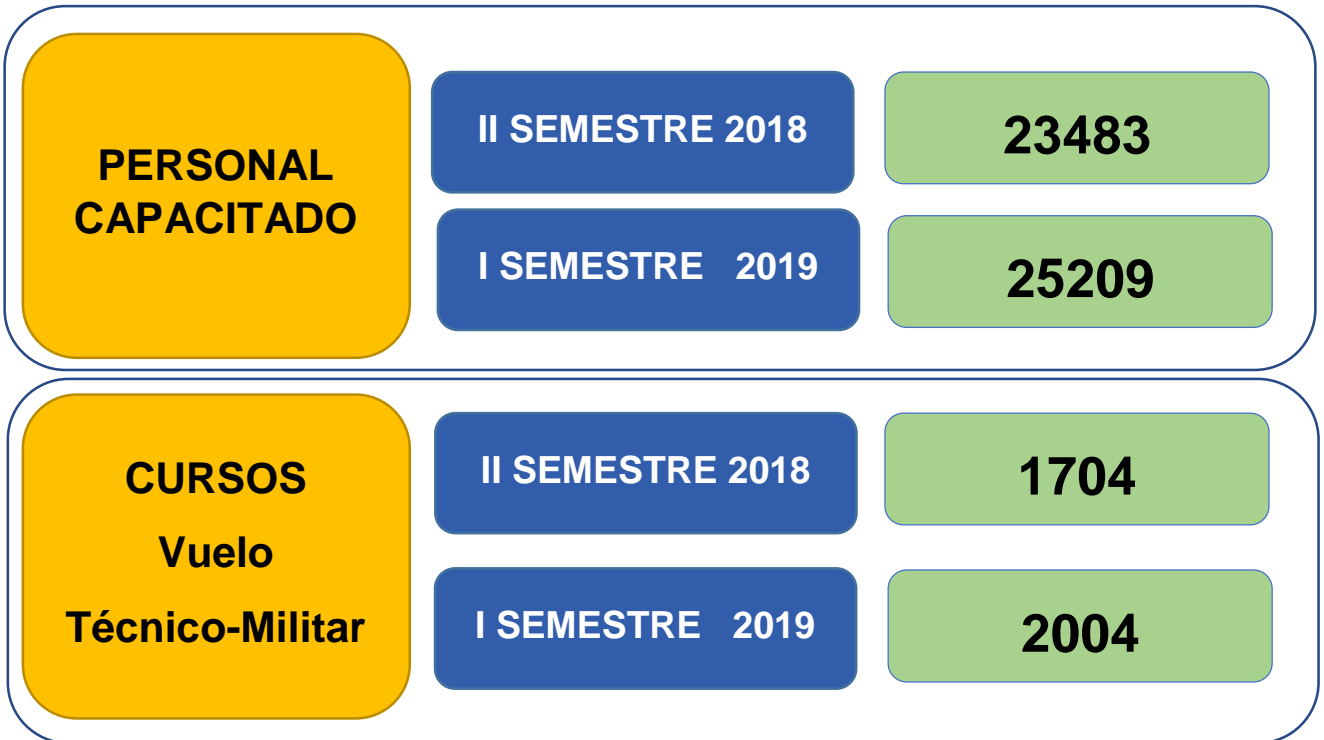 PERSONAL
CAPACITADO
II SEMESTRE 2018
23483
I SEMESTRE 2019
25209
CURSOS
Vuelo
Técnico-Militar
II SEMESTRE 2018
1704
I SEMESTRE 2019
2004